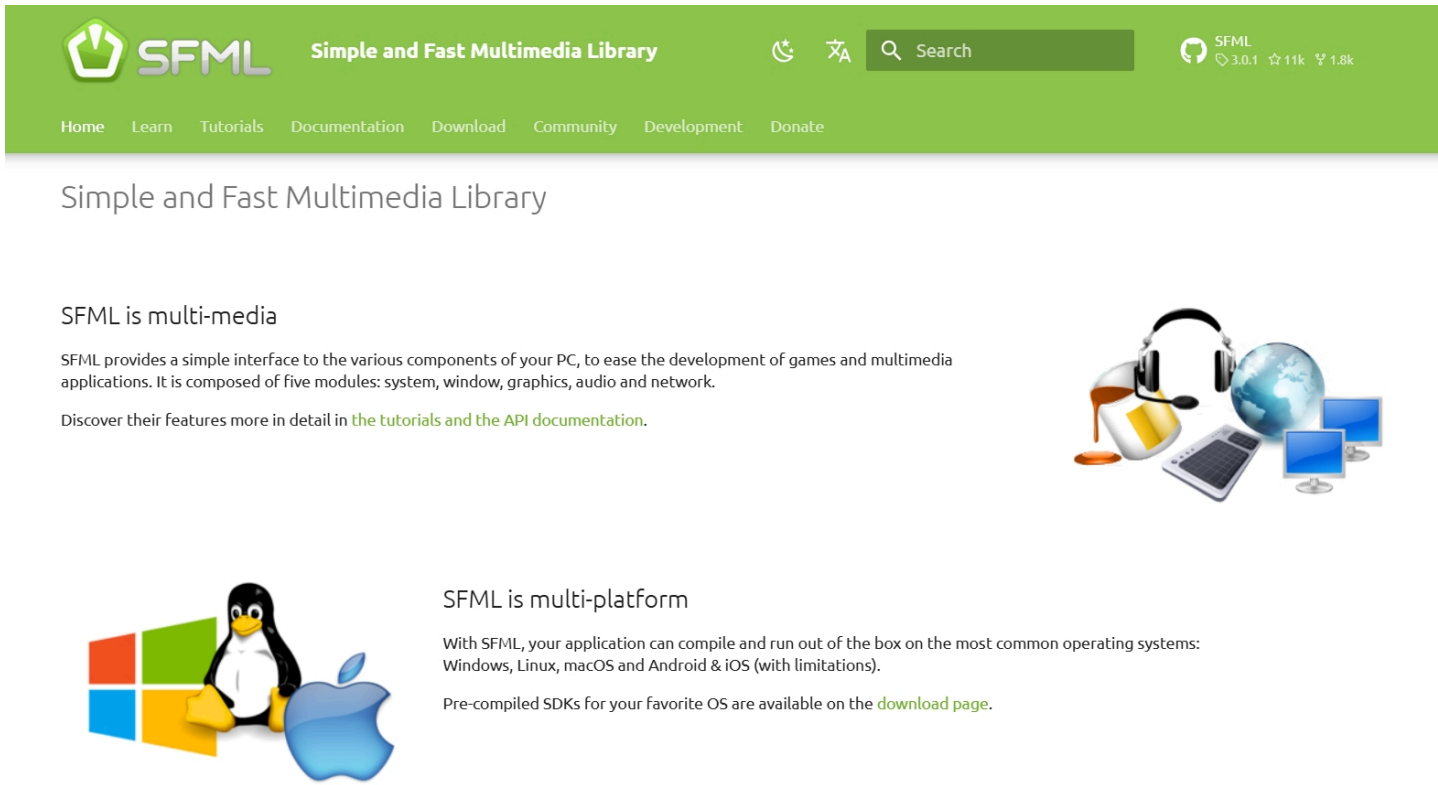 SFML
Simple and Fast Multimedia Library
Search
SFML
3.0.1 11k 1.8k
Home Learn Tutorials Documentation Download Community Development Donate
Simple and Fast Multimedia Library
SFML is multi-media
SFML provides a simple interface to the various components of your PC, to ease the development of games and multimedia
applications. It is composed of five modules: system, window, graphics, audio and network.
Discover their features more in detail in the tutorials and the API documentation.
SFML is multi-platform
With SFML, your application can compile and run out of the box on the most common operating systems:
Windows, Linux, macOS and Android & iOS (with limitations).
Pre-compiled SDKs for your favorite OS are available on the download page.